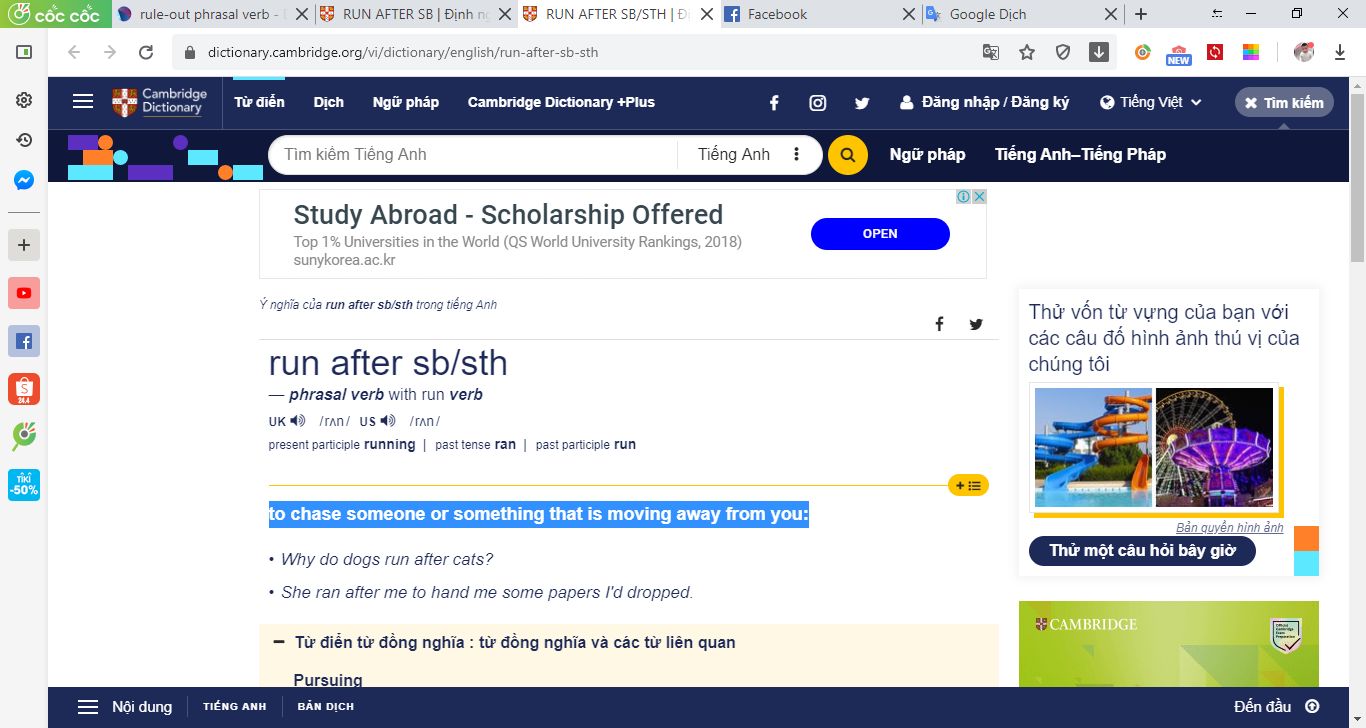 cốc cốc
rule-out phrasal verb - D
RUN AFTER SB | Định ng
RUN AFTER SB/STH | Đị
Facebook
Google Dịch
dictionary.cambridge.org/vi/dictionary/english/run-after-sb-sth
NEW
Cambridge
Dictionary
Từ điển
Dịch
Ngữ pháp
Cambridge Dictionary +Plus
Đăng nhập / Đăng ký
Tiếng Việt
Tìm kiếm
Tìm kiếm Tiếng Anh
Tiếng Anh
Ngữ pháp
Tiếng Anh–Tiếng Pháp
Study Abroad - Scholarship Offered
Top 1% Universities in the World (QS World University Rankings, 2018)
sunykorea.ac.kr
OPEN
Ý nghĩa của run after sb/sth trong tiếng Anh
run after sb/sth
— phrasal verb with run verb
UK /rʌn/ US /rʌn/
present participle running | past tense ran | past participle run
to chase someone or something that is moving away from you:
• Why do dogs run after cats?
• She ran after me to hand me some papers I'd dropped.
Từ điển từ đồng nghĩa : từ đồng nghĩa và các từ liên quan
Pursuing
Thử vốn từ vựng của bạn với
các câu đố hình ảnh thú vị của
chúng tôi
Bản quyền hình ảnh
Thử một câu hỏi bây giờ
CAMBRIDGE
S
24.4
TIKI
-50%
Nội dung
TIẾNG ANH
BẢN DỊCH
Đến đầu